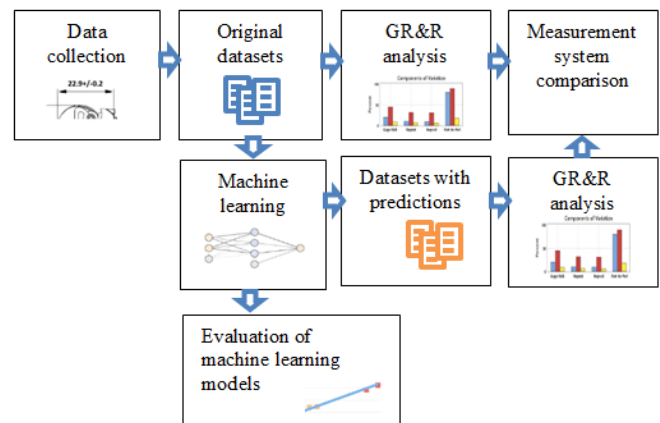 Data
collection
22.9+/-0.2
Original
datasets
GR&R
analysis
Components of Variation
Measurement
system
comparison
Machine
learning
Datasets with
predictions
GR&R
analysis
Components of Variation
Evaluation of
machine learning
models